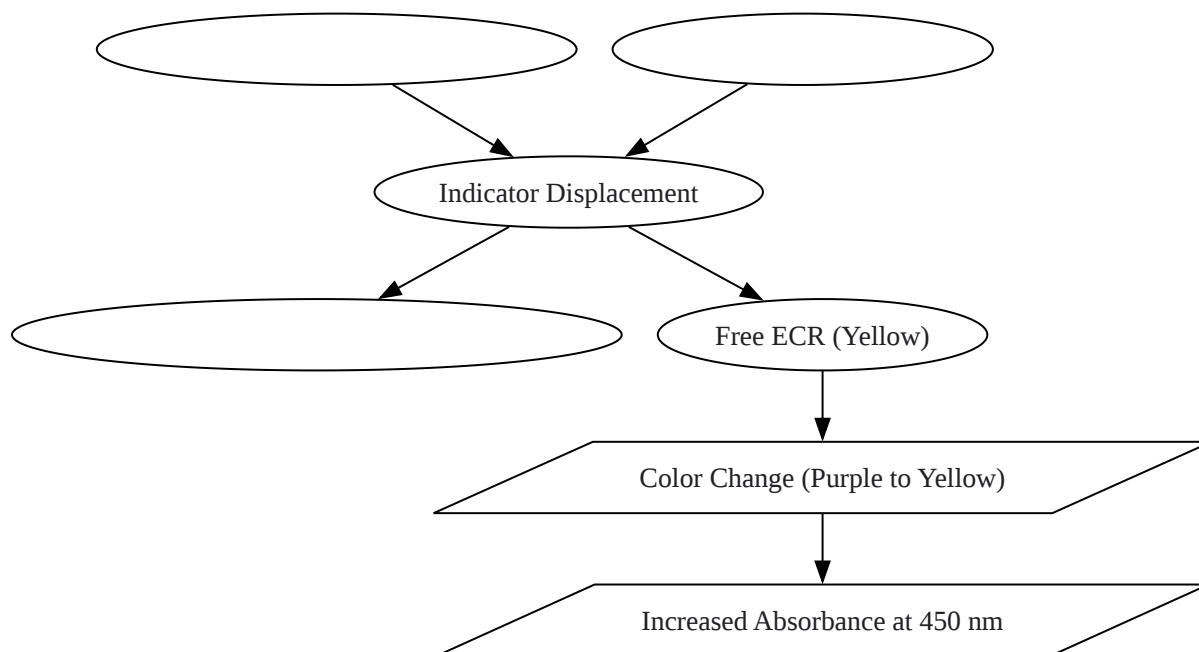 Indicator Displacement
Free ECR (Yellow)
Color Change (Purple to Yellow)
Increased Absorbance at 450 nm